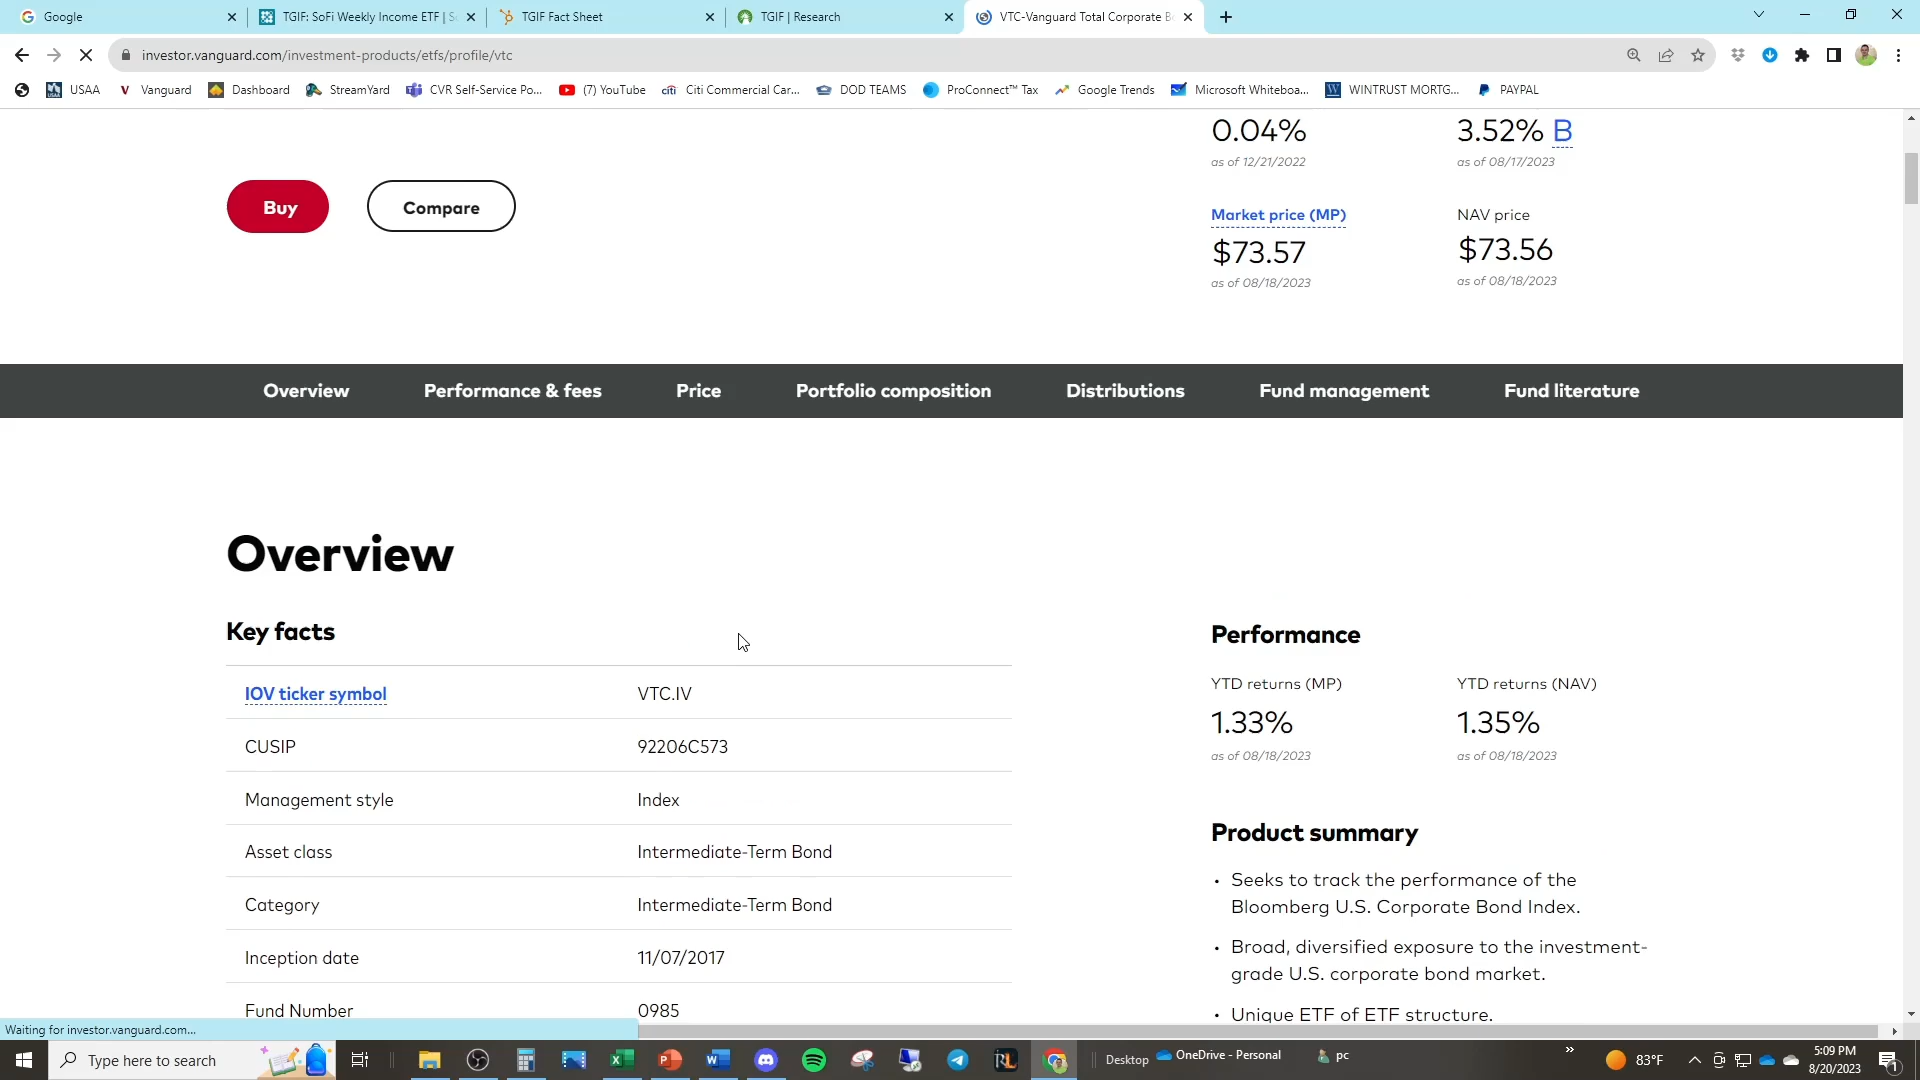 Google
TGIF: SoFi Weekly Income ETF | S
TGIF Fact Sheet
TGIF | Research
VTC-Vanguard Total Corporate B
investor.vanguard.com/investment-products/etfs/profile/vtc
USAA
Vanguard
Dashboard
StreamYard
CVR Self-Service Po...
(7) YouTube
Citi Commercial Car...
DOD TEAMS
ProConnect™ Tax
Google Trends
Microsoft Whiteboa...
WINTRUST MORTG...
PAYPAL
0.04%
3.52% B
as of 12/21/2022
as of 08/17/2023
Buy
Compare
Market price (MP)
NAV price
$73.57
$73.56
as of 08/18/2023
as of 08/18/2023
Overview
Performance & fees
Price
Portfolio composition
Distributions
Fund management
Fund literature
Overview
Key facts
IOV ticker symbol
VTC.IV
CUSIP
92206C573
Management style
Index
Asset class
Intermediate-Term Bond
Category
Intermediate-Term Bond
Inception date
11/07/2017
Fund Number
0985
Performance
YTD returns (MP)
YTD returns (NAV)
1.33%
1.35%
as of 08/18/2023
as of 08/18/2023
Product summary
• Seeks to track the performance of the
Bloomberg U.S. Corporate Bond Index.
• Broad, diversified exposure to the investment-
grade U.S. corporate bond market.
• Unique ETF of ETF structure.
Waiting for investor.vanguard.com...
Type here to search
Desktop
OneDrive - Personal
pc
83°F
5:09 PM
8/20/2023
1